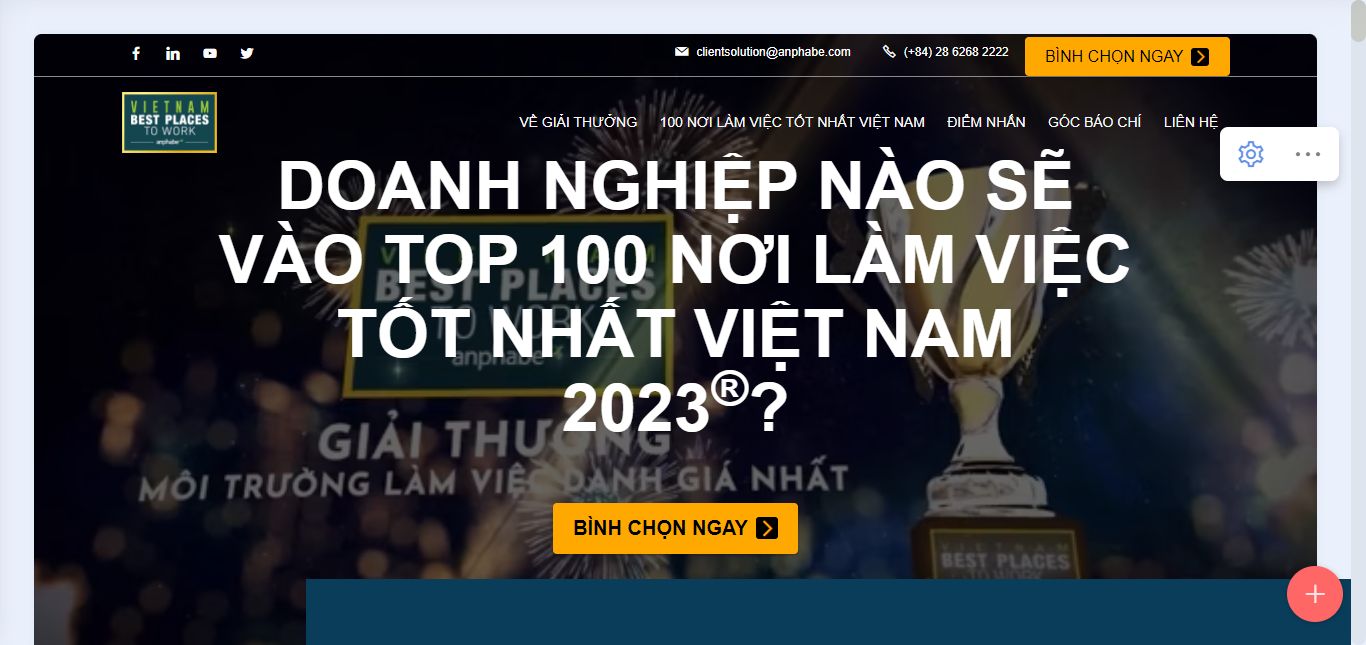 clientsolution@anphabe.com
(+84) 28 6268 2222
BÌNH CHỌN NGAY
VIETNAM
BEST PLACES
TO WORK
anphabe
VỀ GIẢI THƯỞNG
100 NƠI LÀM VIỆC TỐT NHẤT VIỆT NAM
ĐIỂM NHẤN
GÓC BÁO CHÍ
LIÊN HỆ
DOANH NGHIỆP NÀO SẼ
VÀO TOP 100 NƠI LÀM VIỆC
TỐT NHẤT VIỆT NAM
2023®?
BEST PLACES
TO WORK
anphabe
GIẢI THƯỞNG
MÔI TRƯỜNG LÀM VIỆC ĐÁNH GIÁ NHẤT
BÌNH CHỌN NGAY
VIETNAM
BEST PLACES
TO WORK